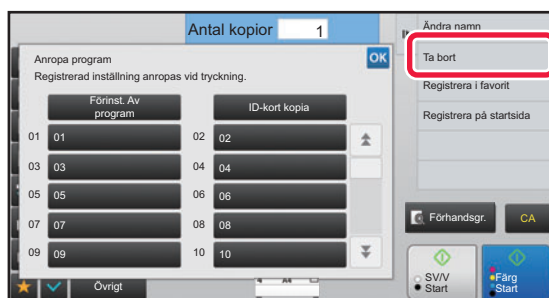 Antal kopior 1
Anropa program
OK
Registrerad inställning anropas vid tryckning.
Förinst. Av
program
ID-kort kopia
01 01
02 02
03 03
04 04
05 05
06 06
07 07
08 08
09 09
10 10
Övrigt
A4
Ändra namn
Ta bort
Registrera i favorit
Registrera på startsida
Förhandsgr.
CA
SV/V
Start
Färg
Start